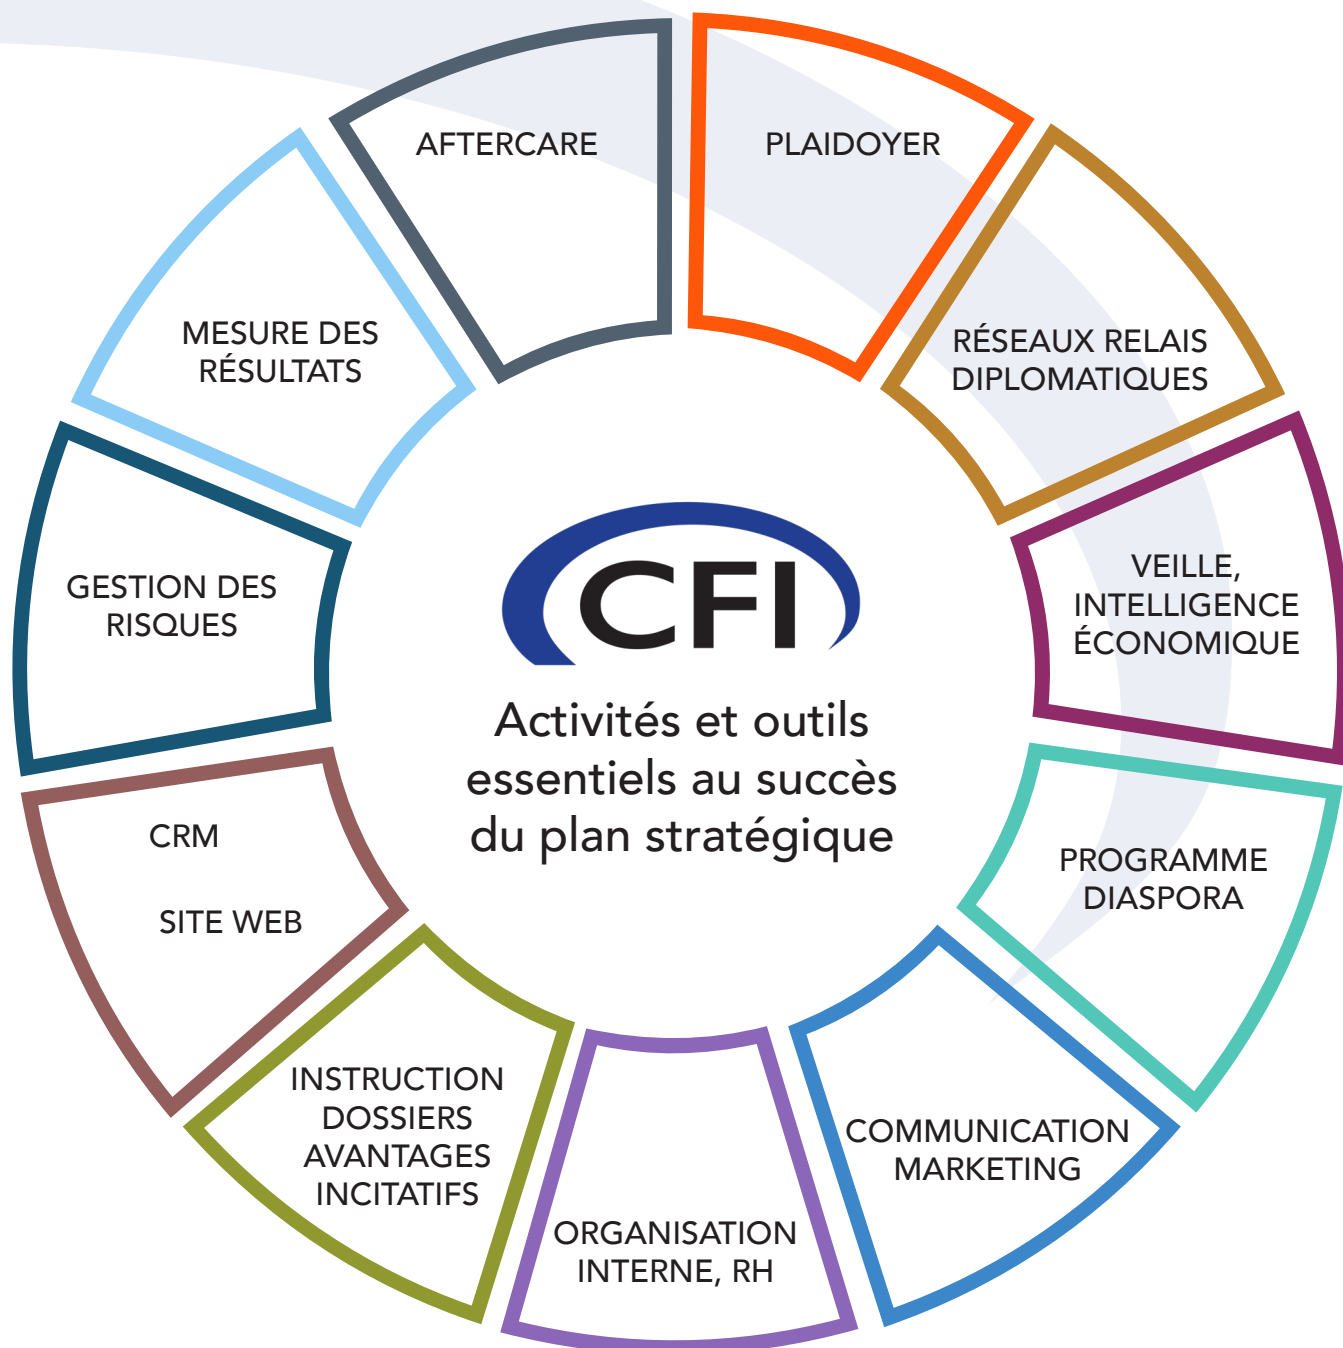 AFTERCARE
PLAIDOYER
RÉSEAUX RELAIS
DIPLOMATIQUES
VEILLE,
INTELLIGENCE
ÉCONOMIQUE
PROGRAMME
DIASPORA
COMMUNICATION
MARKETING
ORGANISATION
INTERNE, RH
INSTRUCTION
DOSSIERS
AVANTAGES
INCITATIFS
CRM
SITE WEB
GESTION DES
RISQUES
MESURE DES
RÉSULTATS
CFI
Activités et outils
essentiels au succès
du plan stratégique